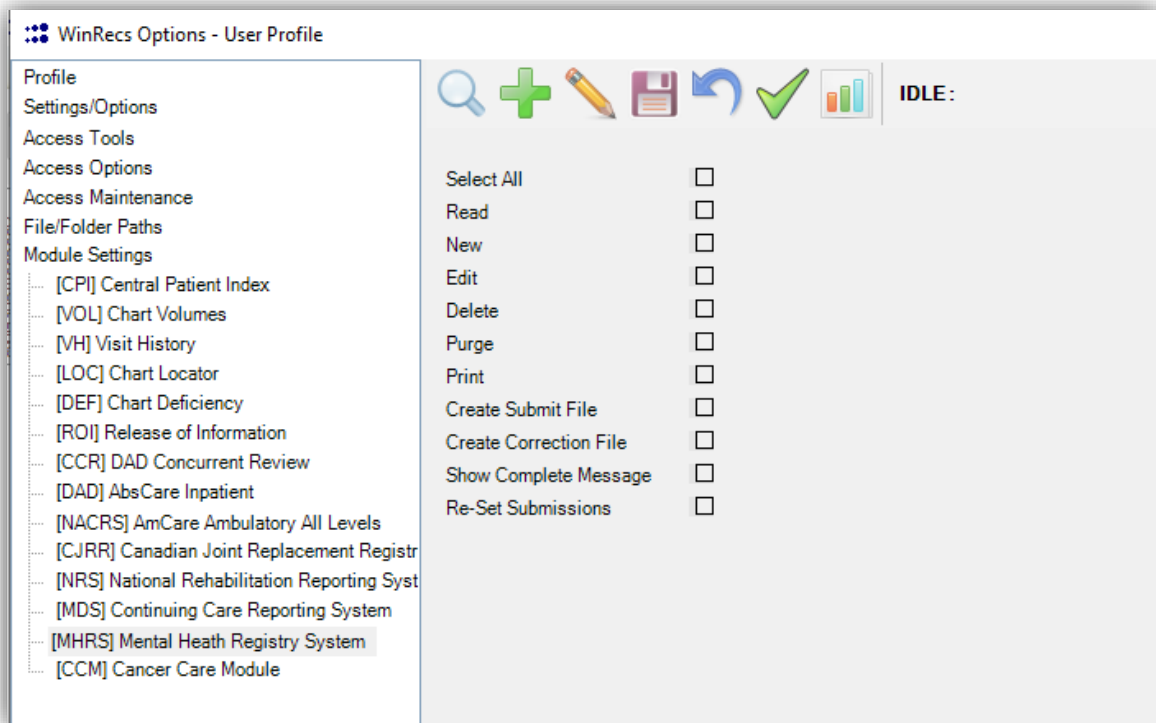 WinRecs Options - User Profile
Profile
Settings/Options
Access Tools
Access Options
Access Maintenance
File/Folder Paths
Module Settings
[CPI] Central Patient Index
[VOL] Chart Volumes
[VH] Visit History
[LOC] Chart Locator
[DEF] Chart Deficiency
[ROI] Release of Information
[CCR] DAD Concurrent Review
[DAD] AbsCare Inpatient
[NACRS] AmCare Ambulatory All Levels
[CJRR] Canadian Joint Replacement Registr
[NRS] National Rehabilitation Reporting Syst
[MDS] Continuing Care Reporting System
[MHRS] Mental Heath Registry System
[CCM] Cancer Care Module
IDLE :
Select All
Read
New
Edit
Delete
Purge
Print
Create Submit File
Create Correction File
Show Complete Message
Re-Set Submissions